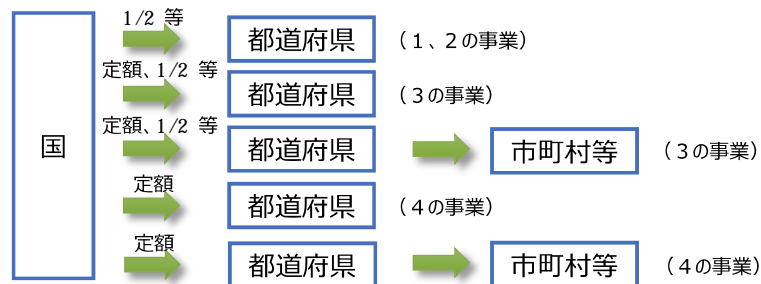 国
1/2 等
都道府県 （１、２の事業）
定額、1/2 等
都道府県 （３の事業）
定額、1/2 等
都道府県 市町村等 （３の事業）
定額
都道府県 （４の事業）
定額
都道府県 市町村等 （４の事業）